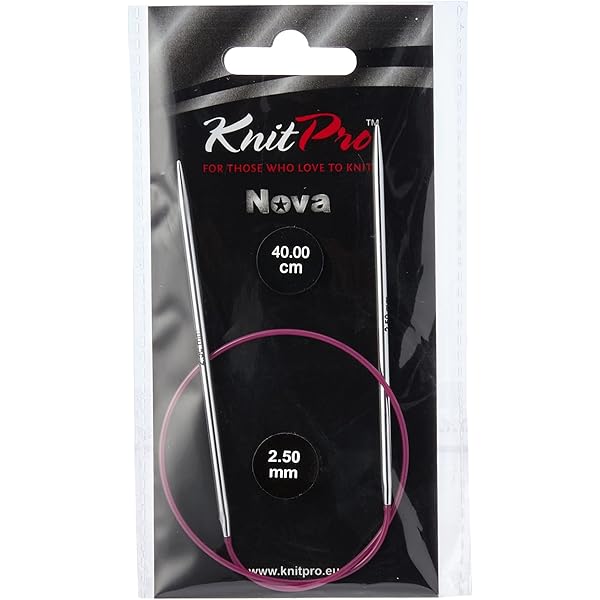 KnitPro™
FOR THOSE WHO LOVE TO KNIT
Nova
40.00
cm
2.50
mm
www.knitpro.eu